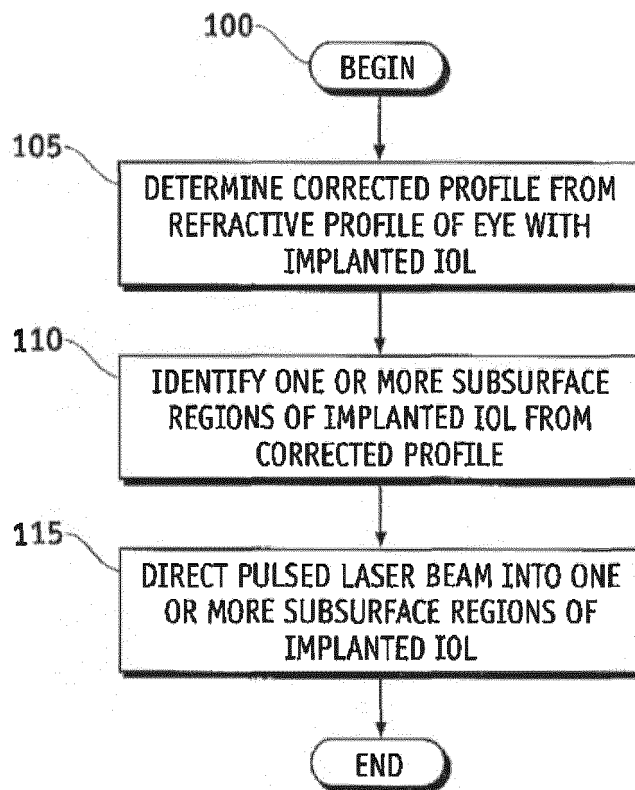 100
BEGIN
105
DETERMINE CORRECTED PROFILE FROM
REFRACTIVE PROFILE OF EYE WITH
IMPLANTED IOL
110
IDENTIFY ONE OR MORE SUBSURFACE
REGIONS OF IMPLANTED IOL FROM
CORRECTED PROFILE
115
DIRECT PULSED LASER BEAM INTO ONE
OR MORE SUBSURFACE REGIONS OF
IMPLANTED IOL
END